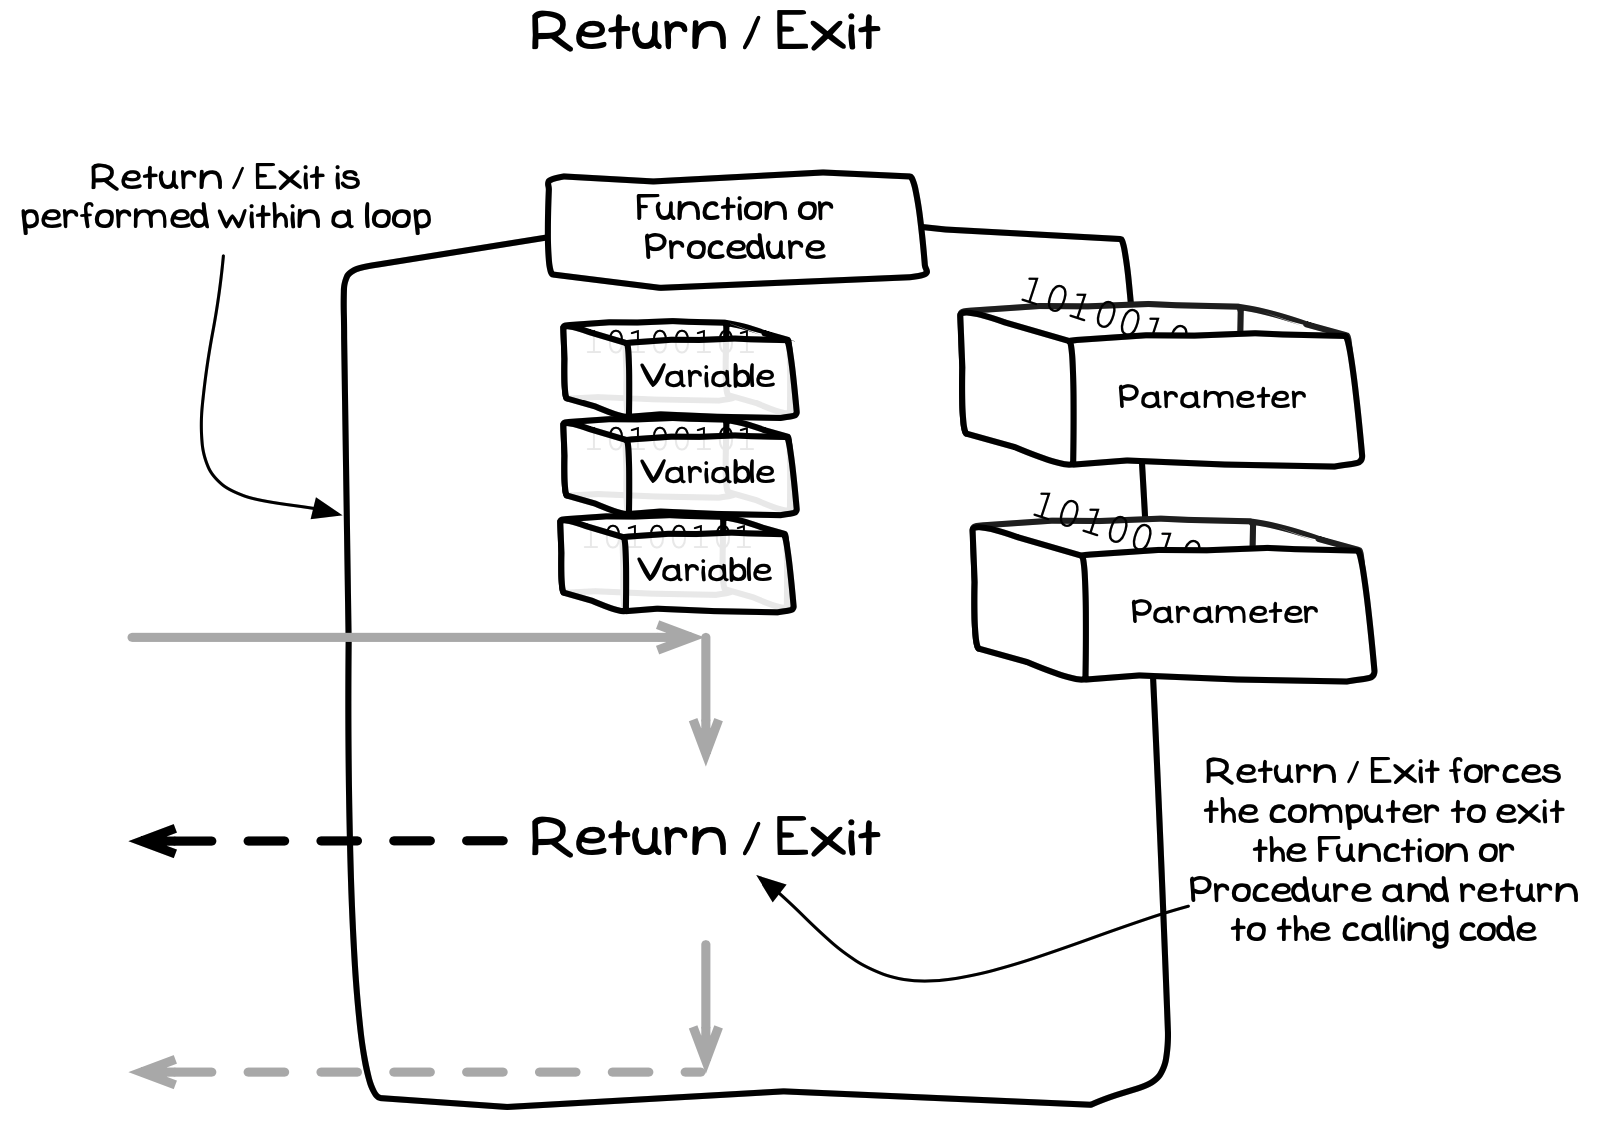 Return / Exit
Return / Exit is
performed within a loop
Function or
Procedure
1010010
Parameter
10100101
Variable
10100101
Variable
10100101
Variable
1010010
Parameter
Return / Exit
Return / Exit forces
the computer to exit
the Function or
Procedure and return
to the calling code